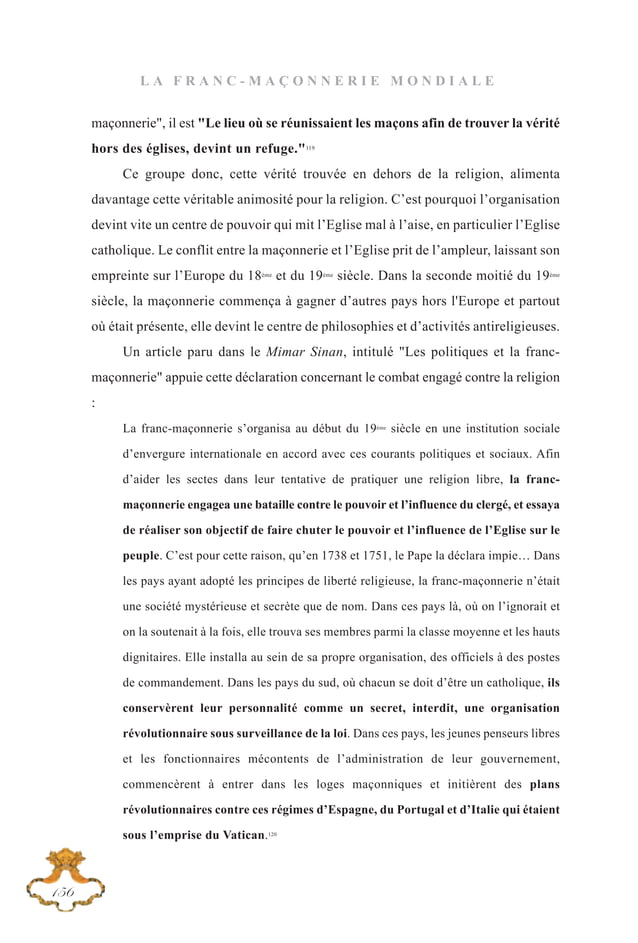 LA FRANC-MAÇONNERIE MONDIALE
maçonnerie", il est "Le lieu où se réunissaient les maçons afin de trouver la vérité
hors des églises, devint un refuge."119
Ce groupe donc, cette vérité trouvée en dehors de la religion, alimenta
davantage cette véritable animosité pour la religion. C’est pourquoi l’organisation
devint vite un centre de pouvoir qui mit l’Eglise mal à l’aise, en particulier l’Eglise
catholique. Le conflit entre la maçonnerie et l’Eglise prit de l’ampleur, laissant son
empreinte sur l’Europe du 18ème et du 19ème siècle. Dans la seconde moitié du 19ème
siècle, la maçonnerie commença à gagner d’autres pays hors l'Europe et partout
où était présente, elle devint le centre de philosophies et d’activités antireligieuses.
Un article paru dans le Mimar Sinan, intitulé "Les politiques et la franc-
maçonnerie" appuie cette déclaration concernant le combat engagé contre la religion
:
La franc-maçonnerie s’organisa au début du 19ème siècle en une institution sociale
d’envergure internationale en accord avec ces courants politiques et sociaux. Afin
d’aider les sectes dans leur tentative de pratiquer une religion libre, la franc-
maçonnerie engagea une bataille contre le pouvoir et l’influence du clergé, et essaya
de réaliser son objectif de faire chuter le pouvoir et l’influence de l’Eglise sur le
peuple. C’est pour cette raison, qu’en 1738 et 1751, le Pape la déclara impie… Dans
les pays ayant adopté les principes de liberté religieuse, la franc-maçonnerie n’était
une société mystérieuse et secrète que de nom. Dans ces pays là, où on l’ignorait et
on la soutenait à la fois, elle trouva ses membres parmi la classe moyenne et les hauts
dignitaires. Elle installa au sein de sa propre organisation, des officiels à des postes
de commandement. Dans les pays du sud, où chacun se doit d’être un catholique, ils
conservèrent leur personnalité comme un secret, interdit, une organisation
révolutionnaire sous surveillance de la loi. Dans ces pays, les jeunes penseurs libres
et les fonctionnaires mécontents de l’administration de leur gouvernement,
commencèrent à entrer dans les loges maçonniques et initièrent des plans
révolutionnaires contre ces régimes d’Espagne, du Portugal et d’Italie qui étaient
sous l’emprise du Vatican.120
156